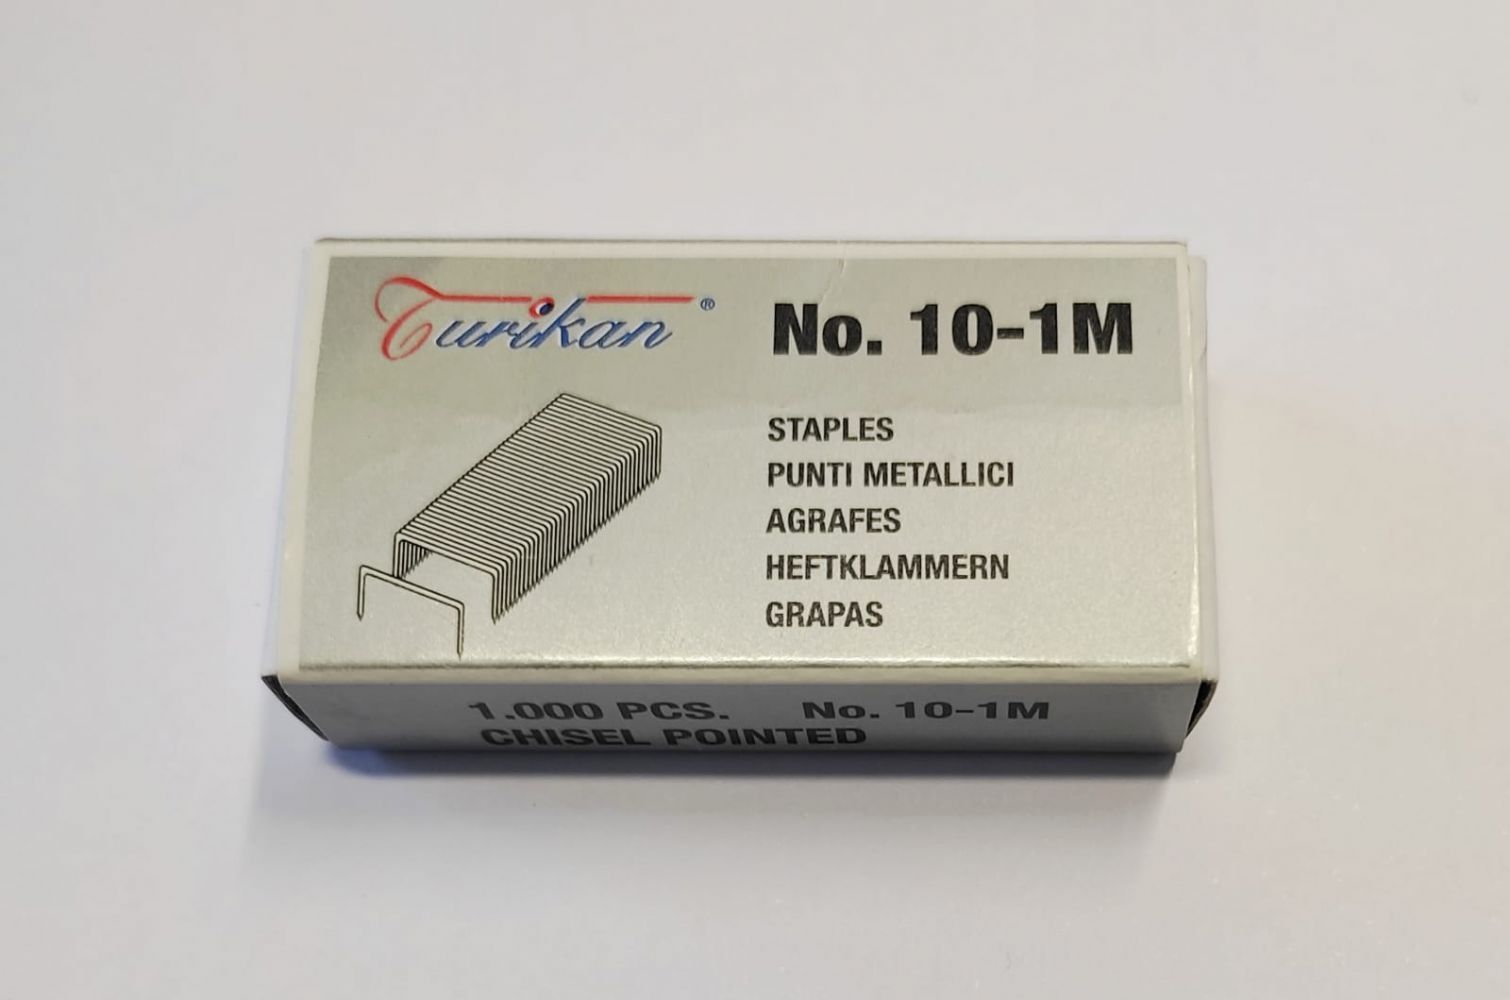 Turikan®
No. 10-1M
STAPLES
PUNTI METALLICI
AGRAFES
HEFTKLAMMERN
GRAPAS
1.000 PCS. No. 10-1M
CHISEL POINTED